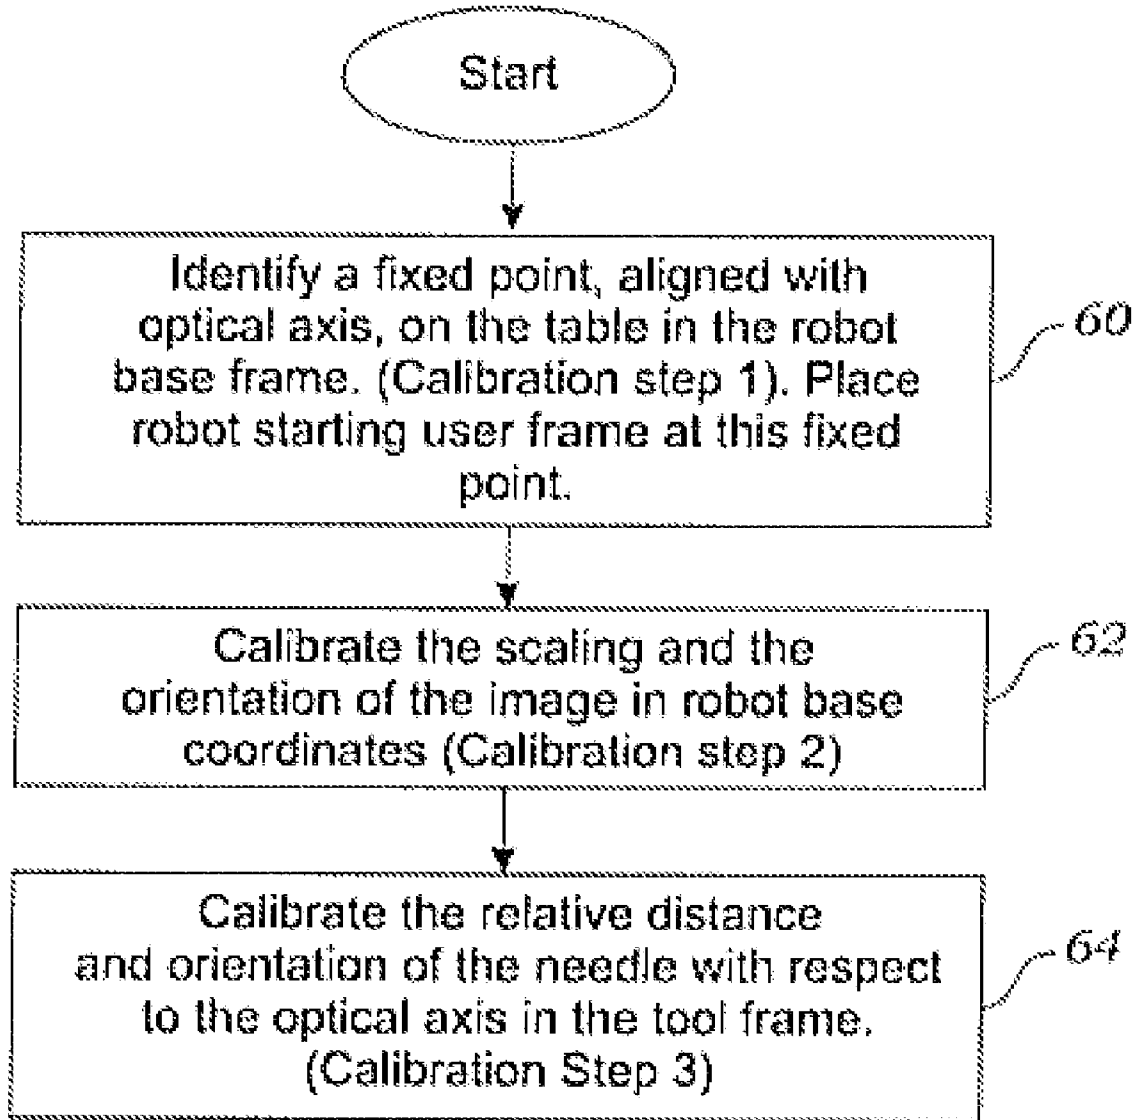 Start
Identify a fixed point, aligned with
optical axis, on the table in the robot
base frame. (Calibration step 1). Place
robot starting user frame at this fixed
point.
60
Calibrate the scaling and the
orientation of the image in robot base
coordinates (Calibration step 2)
62
Calibrate the relative distance
and orientation of the needle with respect
to the optical axis in the tool frame.
(Calibration Step 3)
64